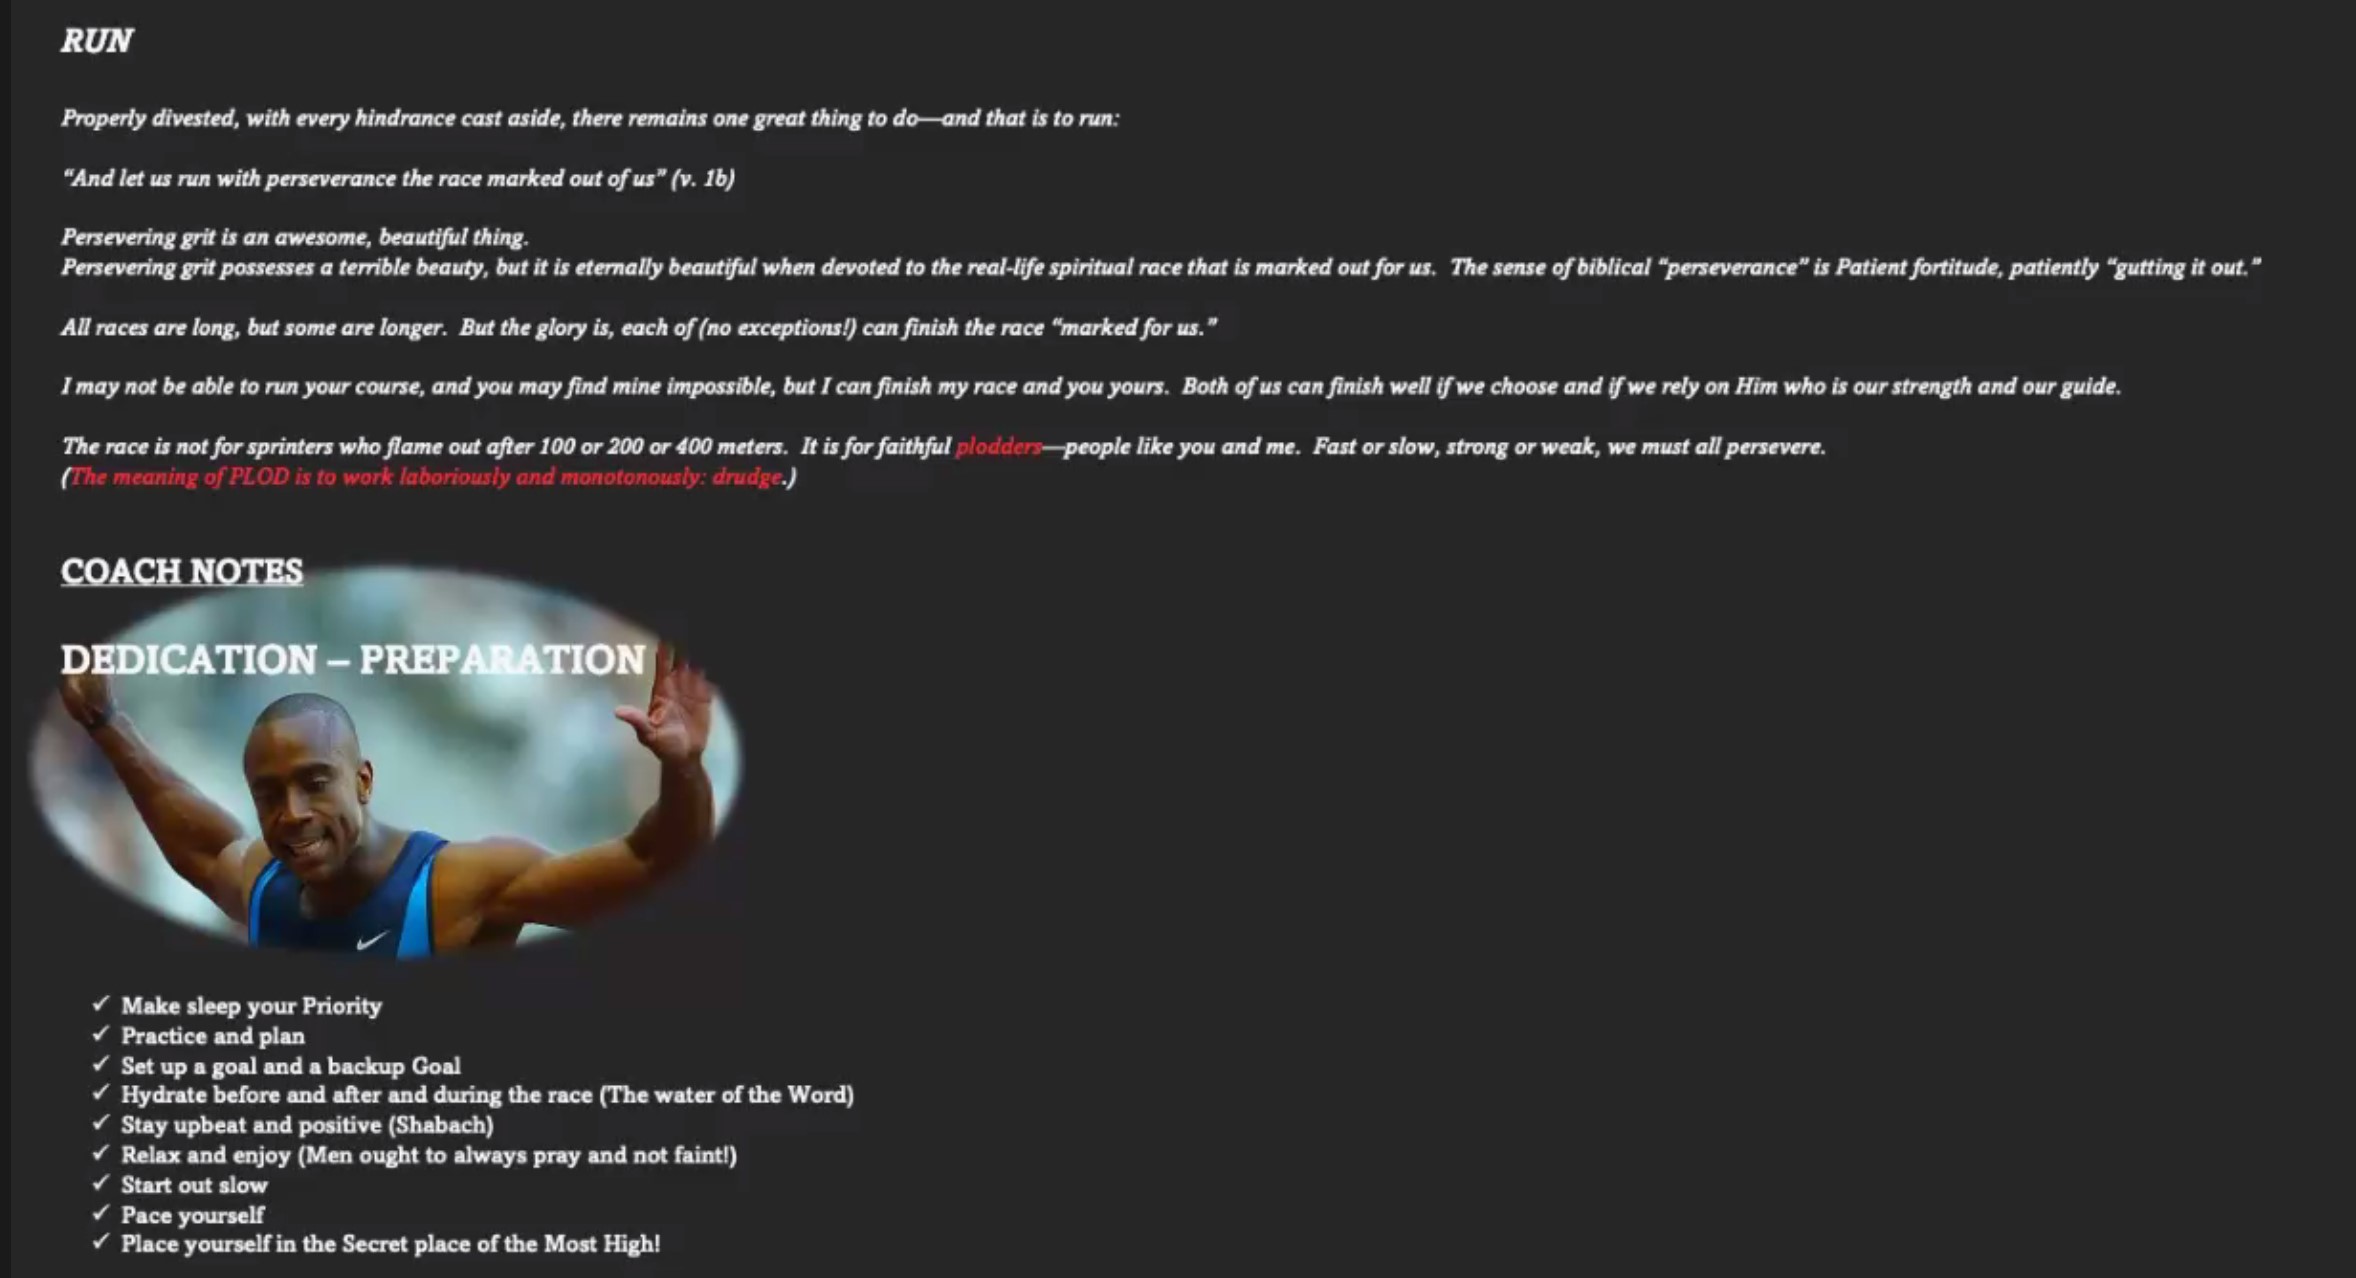 RUN
Properly divested, with every hindrance cast aside, there remains one great thing to do—and that is to run:
“And let us run with perseverance the race marked out of us” (v. 1b)
Persevering grit is an awesome, beautiful thing.
Persevering grit possesses a terrible beauty, but it is eternally beautiful when devoted to the real-life spiritual race that is marked out for us.  The sense of biblical “perseverance” is Patient fortitude, patiently “gutting it out.”
All races are long, but some are longer.  But the glory is, each of (no exceptions!) can finish the race “marked for us.”
I may not be able to run your course, and you may find mine impossible, but I can finish my race and you yours.  Both of us can finish well if we choose and if we rely on Him who is our strength and our guide.
The race is not for sprinters who flame out after 100 or 200 or 400 meters.  It is for faithful plodders—people like you and me.  Fast or slow, strong or weak, we must all persevere.
(The meaning of PLOD is to work laboriously and monotonously: drudge.)
COACH NOTES
DEDICATION – PREPARATION
✓ Make sleep your Priority
✓ Practice and plan
✓ Set up a goal and a backup Goal
✓ Hydrate before and after and during the race (The water of the Word)
✓ Stay upbeat and positive (Shabach)
✓ Relax and enjoy (Men ought to always pray and not faint!)
✓ Start out slow
✓ Pace yourself
✓ Place yourself in the Secret place of the Most High!